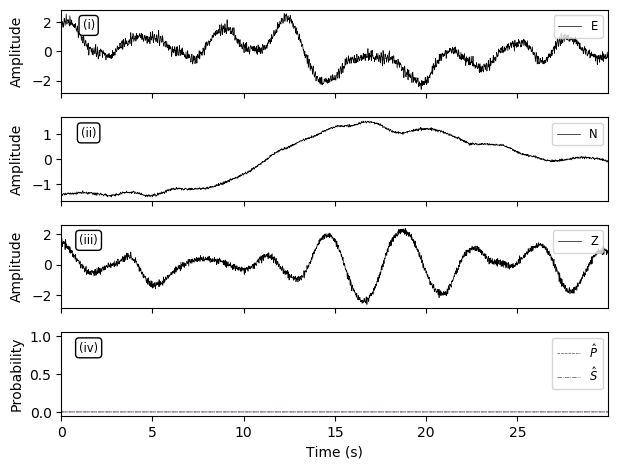 Amplitude
2
0
−2
(i)
E
Amplitude
1
0
−1
(ii)
N
Amplitude
2
0
−2
(iii)
Z
Probability
1.0
0.5
0.0
(iv)
P̂
Ŝ
0 5 10 15 20 25
Time (s)